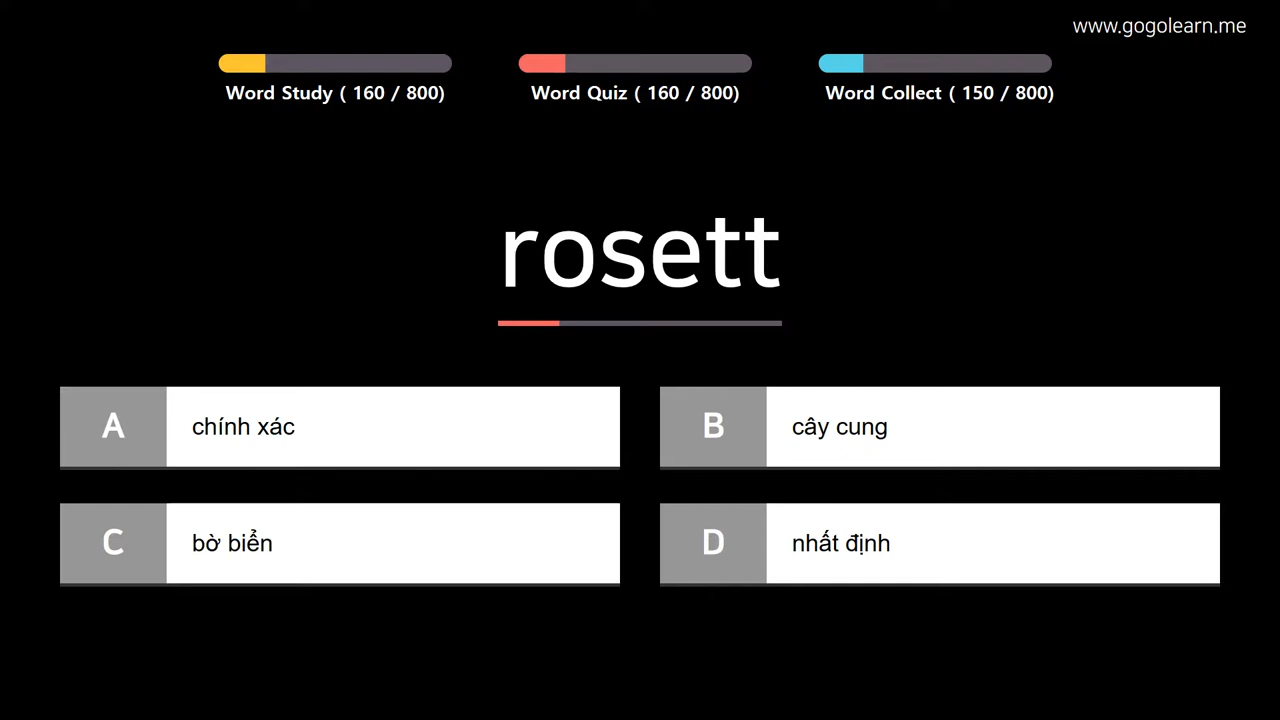 www.gogolearn.me
Word Study ( 160 / 800)
Word Quiz ( 160 / 800)
Word Collect ( 150 / 800)
rosett
A
chính xác
B
cây cung
C
bờ biển
D
nhất định